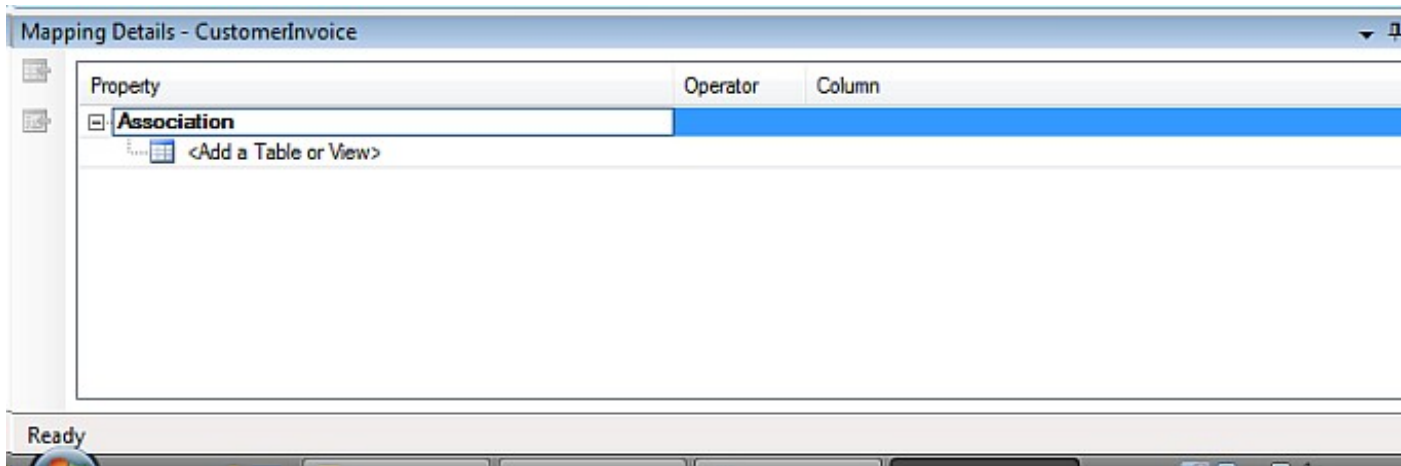 Mapping Details - CustomerInvoice
Property Operator Column
Association
<Add a Table or View>
Ready